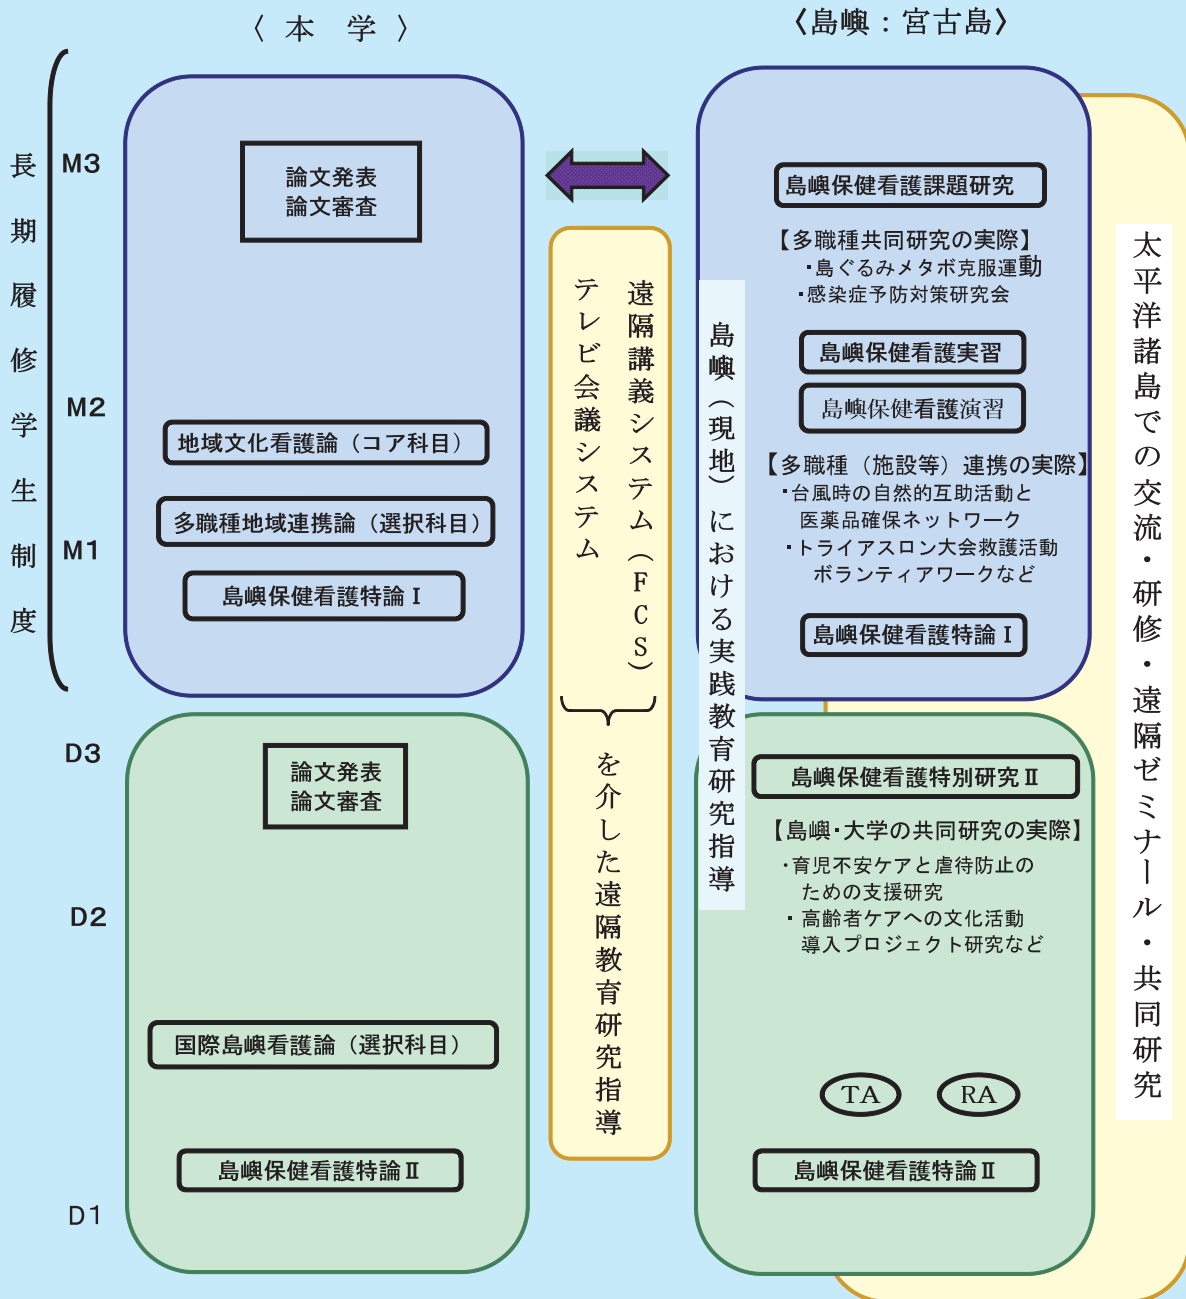 〈 本 学 〉
〈島嶼：宮古島〉
長期履修学生制度
M3
M2
M1
D3
D2
D1
論文発表
論文審査
地域文化看護論（コア科目）
多職種地域連携論（選択科目）
島嶼保健看護特論Ⅰ
論文発表
論文審査
国際島嶼看護論（選択科目）
島嶼保健看護特論Ⅱ
遠隔講義システム（FCS）
テレビ会議システム
を介した遠隔教育研究指導
島嶼（現地）における実践教育研究指導
島嶼保健看護課題研究
【多職種共同研究の実際】
・島ぐるみメタボ克服運動
・感染症予防対策研究会
島嶼保健看護実習
島嶼保健看護演習
【多職種（施設等）連携の実際】
・台風時の自然的互助活動と
医薬品確保ネットワーク
・トライアスロン大会救護活動
ボランティアワークなど
島嶼保健看護特論Ⅰ
島嶼保健看護特別研究Ⅱ
【島嶼・大学の共同研究の実際】
・育児不安ケアと虐待防止の
ための支援研究
・高齢者ケアへの文化活動
導入プロジェクト研究など
TA
RA
島嶼保健看護特論Ⅱ
太平洋諸島での交流・研修・遠隔ゼミナール・共同研究